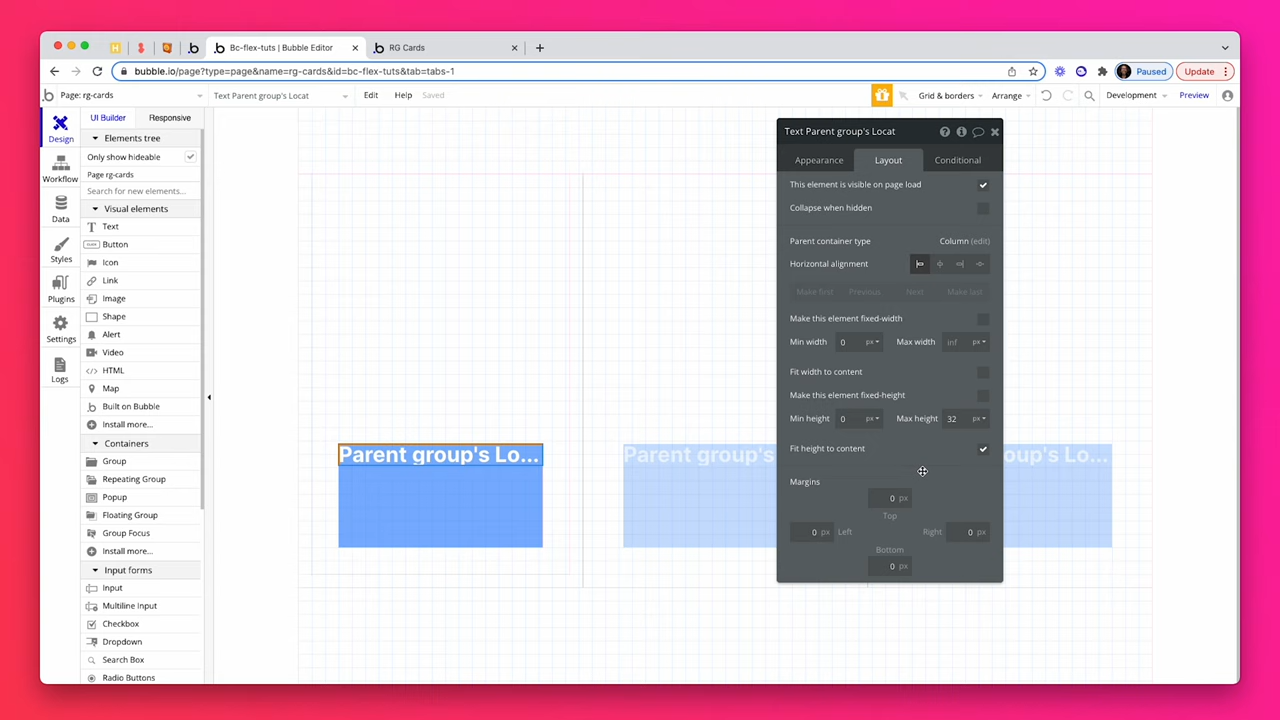 Bc-flex-tuts | Bubble Editor
RG Cards
bubble.io/page?type=page&name=rg-cards&id=bc-flex-tuts&tab=tabs-1
Paused
Update
Page: rg-cards
Text Parent group's Locat
Edit
Help
Saved
Grid & borders
Arrange
Development
Preview
Design
Workflow
Data
Styles
Plugins
Settings
Logs
UI Builder
Responsive
Elements tree
Only show hideable
Page rg-cards
Search for new elements...
Visual elements
Text
Button
Icon
Link
Image
Shape
Alert
Video
HTML
Map
Built on Bubble
Install more...
Containers
Group
Repeating Group
Popup
Floating Group
Group Focus
Install more...
Input forms
Input
Multiline Input
Checkbox
Dropdown
Search Box
Radio Buttons
Parent group's Lo...
Parent group's
oup's Lo...
Text Parent group's Locat
Appearance
Layout
Conditional
This element is visible on page load
Collapse when hidden
Parent container type
Column (edit)
Horizontal alignment
Make first
Previous
Next
Make last
Make this element fixed-width
Min width
0
px
Max width
inf
px
Fit width to content
Make this element fixed-height
Min height
0
px
Max height
32
px
Fit height to content
Margins
0 px
Top
0 px
Left
Right
0 px
Bottom
0 px